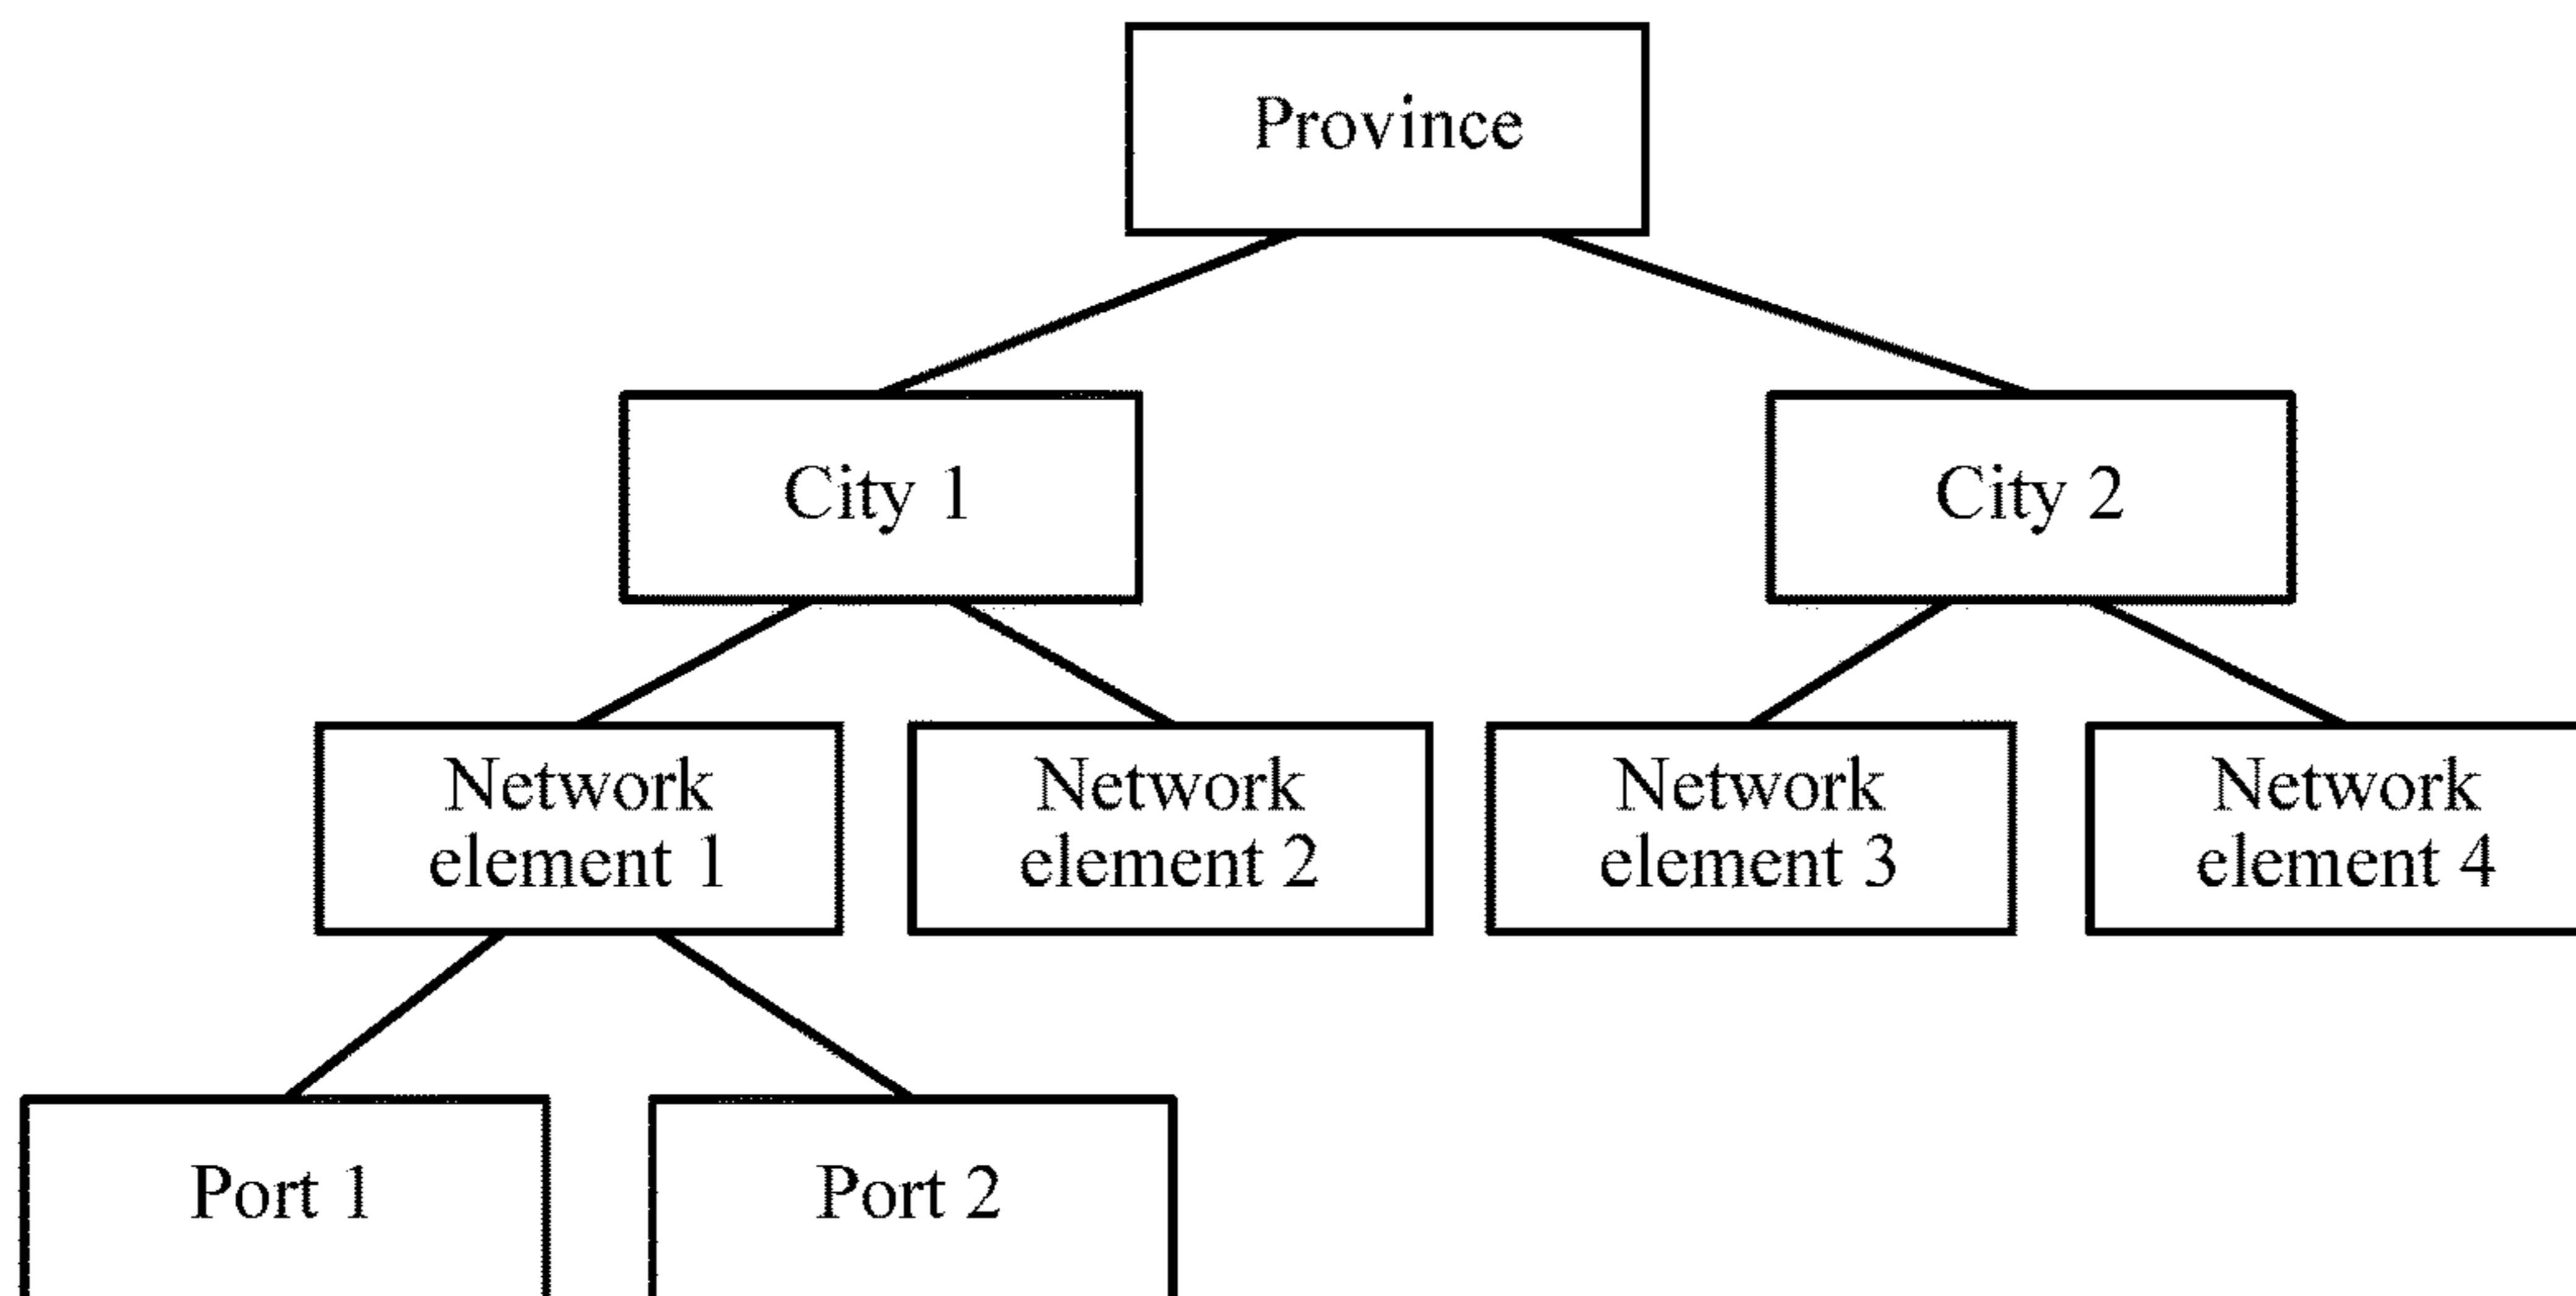 Province
City 1
City 2
Network
element 1
Network
element 2
Network
element 3
Network
element 4
Port 1
Port 2